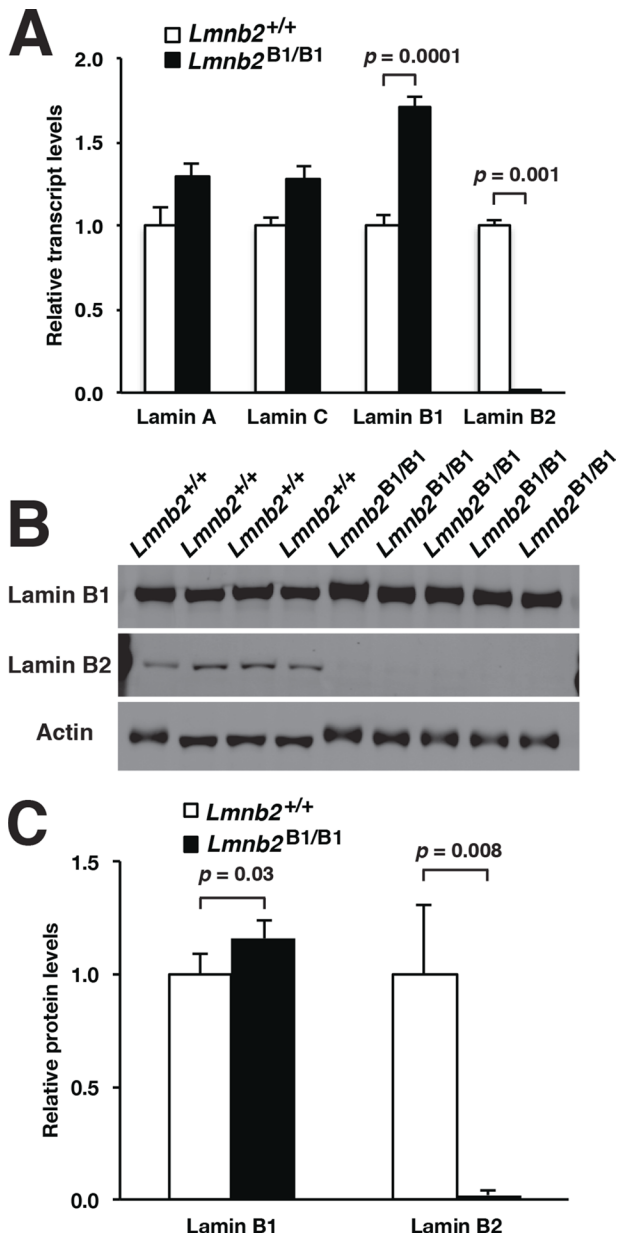 A
Lmnb2+/+
Lmnb2B1/B1
p = 0.0001
p = 0.001
Relative transcript levels
2.0
1.5
1.0
0.5
0.0
Lamin A Lamin C Lamin B1 Lamin B2
B
Lmnb2+/+ Lmnb2+/+ Lmnb2+/+ Lmnb2+/+ Lmnb2B1/B1 Lmnb2B1/B1 Lmnb2B1/B1 Lmnb2B1/B1 Lmnb2B1/B1
Lamin B1
Lamin B2
Actin
C
Lmnb2+/+
Lmnb2B1/B1
p = 0.03
p = 0.008
Relative protein levels
1.5
1.0
0.5
0.0
Lamin B1 Lamin B2